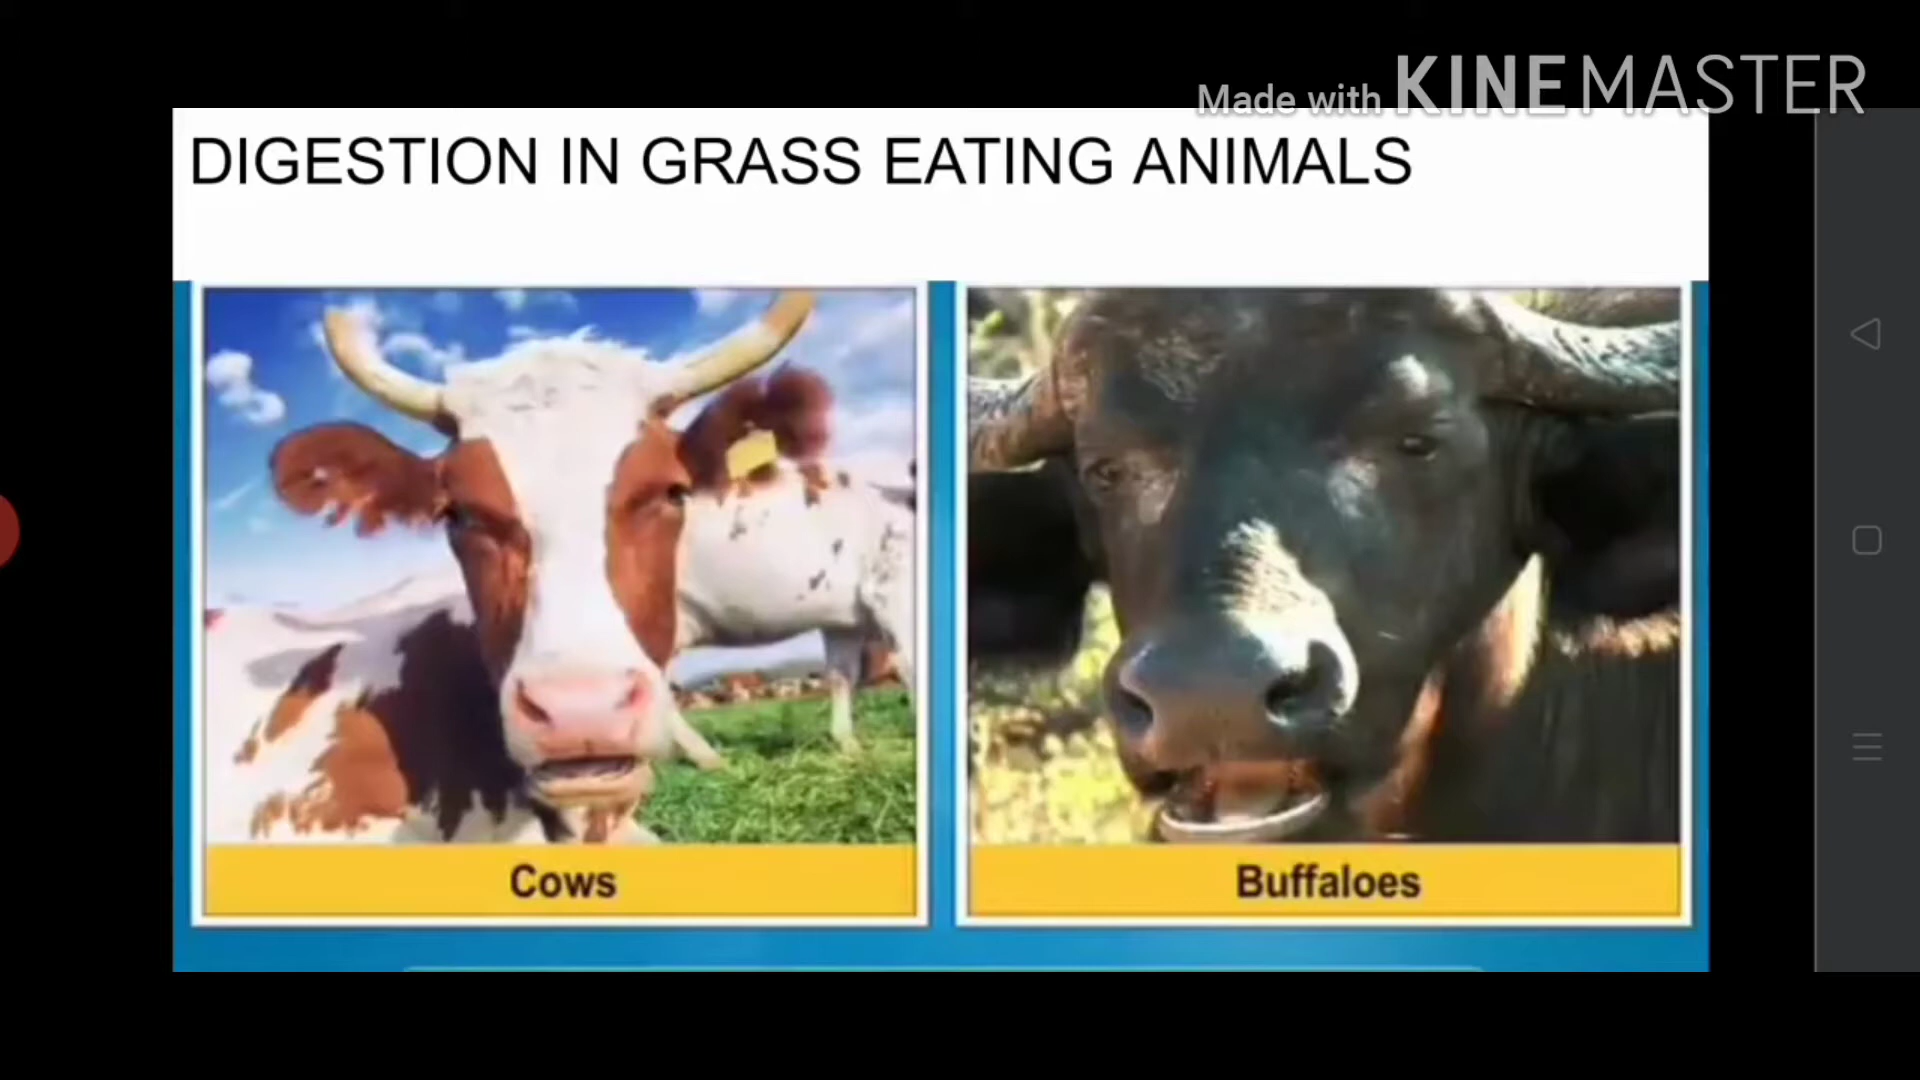 Made with KINEMASTER
DIGESTION IN GRASS EATING ANIMALS
Cows
Buffaloes